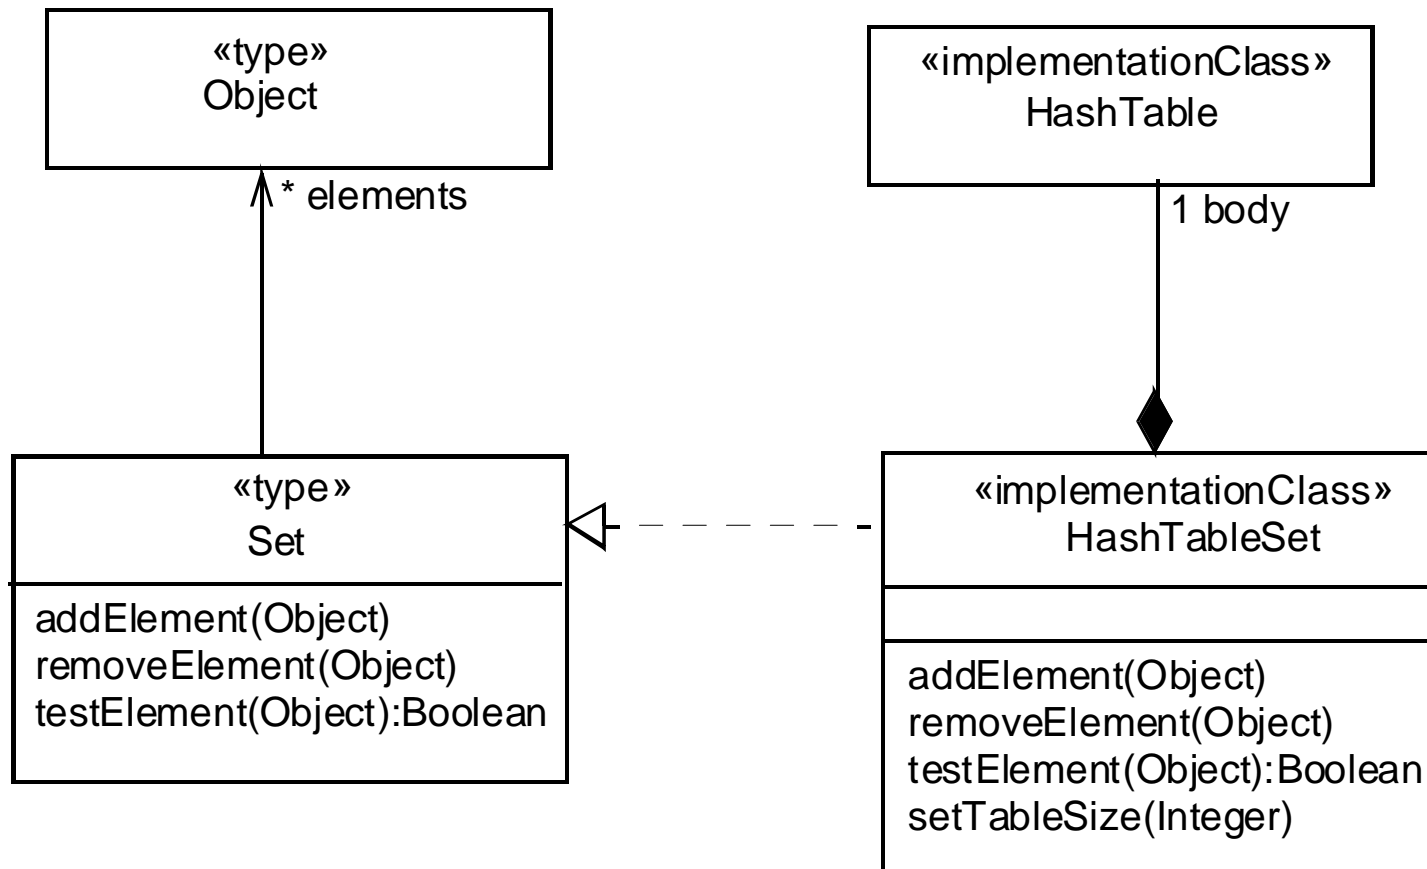 «type»
Object
* elements
«type»
Set
addElement(Object)
removeElement(Object)
testElement(Object):Boolean
«implementationClass»
HashTable
1 body
«implementationClass»
HashTableSet
addElement(Object)
removeElement(Object)
testElement(Object):Boolean
setTableSize(Integer)